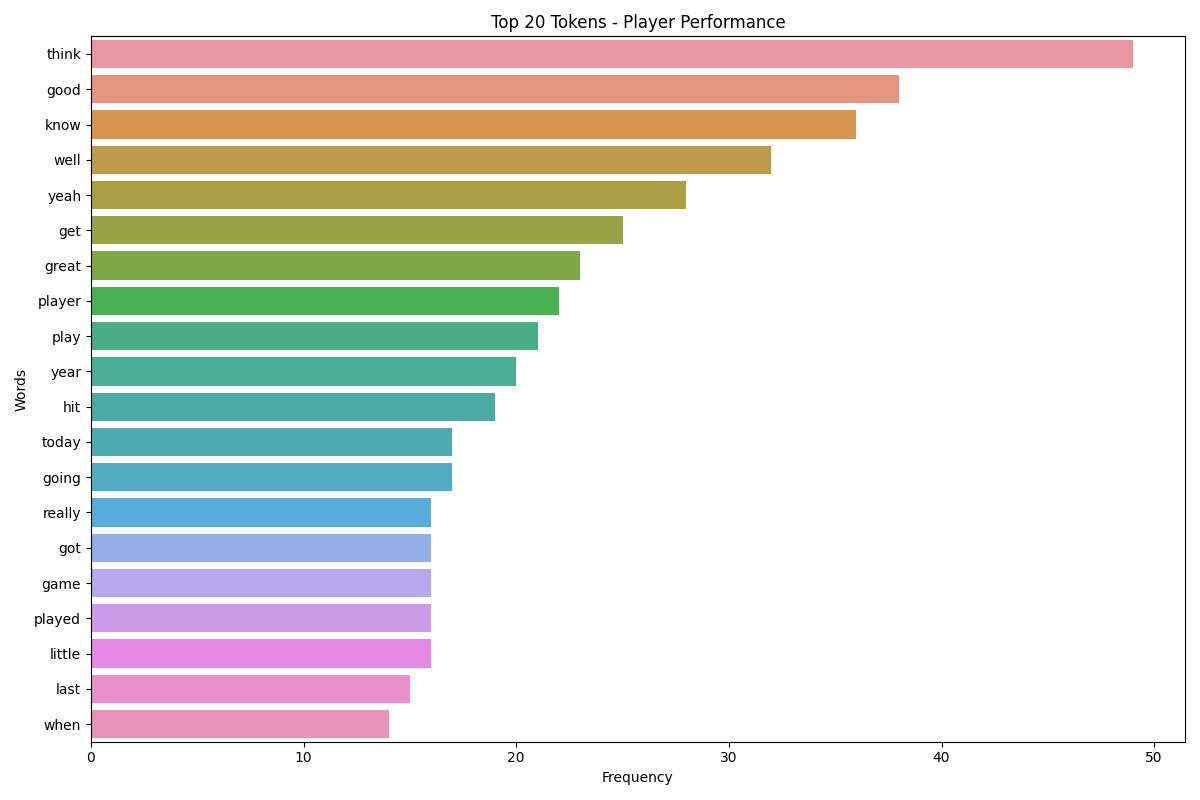 Top 20 Tokens - Player Performance
think
good
know
well
yeah
get
great
player
play
year
hit
today
going
really
got
game
played
little
last
when
Words
0 10 20 30 40 50
Frequency